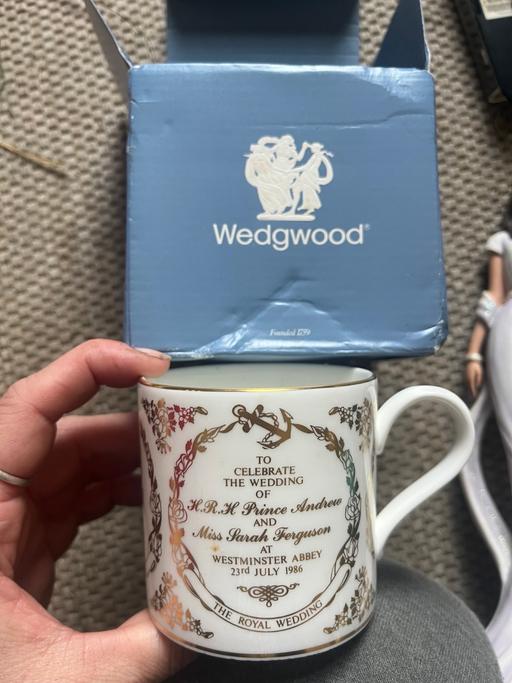 Wedgwood®
Founded 1759
TO
CELEBRATE
THE WEDDING
OF
H.R.H Prince Andrew
AND
Miss Sarah Ferguson
AT
WESTMINSTER ABBEY
23rd JULY 1986
THE ROYAL WEDDING